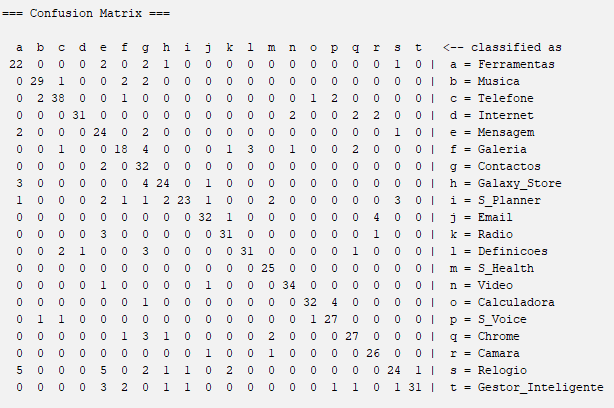 === Confusion Matrix ===
a b c d e f g h i j k l m n o p q r s t <-- classified as
22 0 0 0 2 0 2 1 0 0 0 0 0 0 0 0 0 0 1 0 | a = Ferramentas
0 29 1 0 0 2 2 0 0 0 0 0 0 0 0 0 0 0 0 0 | b = Musica
0 2 38 0 0 1 0 0 0 0 0 0 0 0 1 2 0 0 0 0 | c = Telefone
0 0 0 31 0 0 0 0 0 0 0 0 0 2 0 0 2 2 0 0 | d = Internet
2 0 0 0 24 0 2 0 0 0 0 0 0 0 0 0 0 0 1 0 | e = Mensagem
0 0 1 0 0 18 4 0 0 0 1 3 0 1 0 0 2 0 0 0 | f = Galeria
0 0 0 0 2 0 32 0 0 0 0 0 0 0 0 0 0 0 0 0 | g = Contactos
3 0 0 0 0 0 4 24 0 1 0 0 0 0 0 0 0 0 0 0 | h = Galaxy_Store
1 0 0 0 2 1 1 2 23 1 0 0 2 0 0 0 0 0 3 0 | i = S_Planner
0 0 0 0 0 0 0 0 0 32 1 0 0 0 0 0 0 4 0 0 | j = Email
0 0 0 0 3 0 0 0 0 0 31 0 0 0 0 0 0 1 0 0 | k = Radio
0 0 2 1 0 0 3 0 0 0 0 31 0 0 0 0 1 0 0 0 | l = Definicoes
0 0 0 0 0 0 0 0 0 0 0 0 25 0 0 0 0 0 0 0 | m = S_Health
0 0 0 0 1 0 0 0 0 1 0 0 0 34 0 0 0 0 0 0 | n = Video
0 0 0 0 0 0 1 0 0 0 0 0 0 0 32 4 0 0 0 0 | o = Calculadora
0 1 1 0 0 0 0 0 0 0 0 0 0 0 1 27 0 0 0 0 | p = S_Voice
0 0 0 0 0 1 3 1 0 0 0 0 2 0 0 0 27 0 0 0 | q = Chrome
0 0 0 0 0 0 0 0 0 1 0 0 1 0 0 0 0 26 0 0 | r = Camara
5 0 0 0 5 0 2 1 1 0 2 0 0 0 0 0 0 0 24 1 | s = Relogio
0 0 0 0 3 2 0 1 1 0 0 0 0 0 0 1 1 0 1 31 | t = Gestor_Inteligente